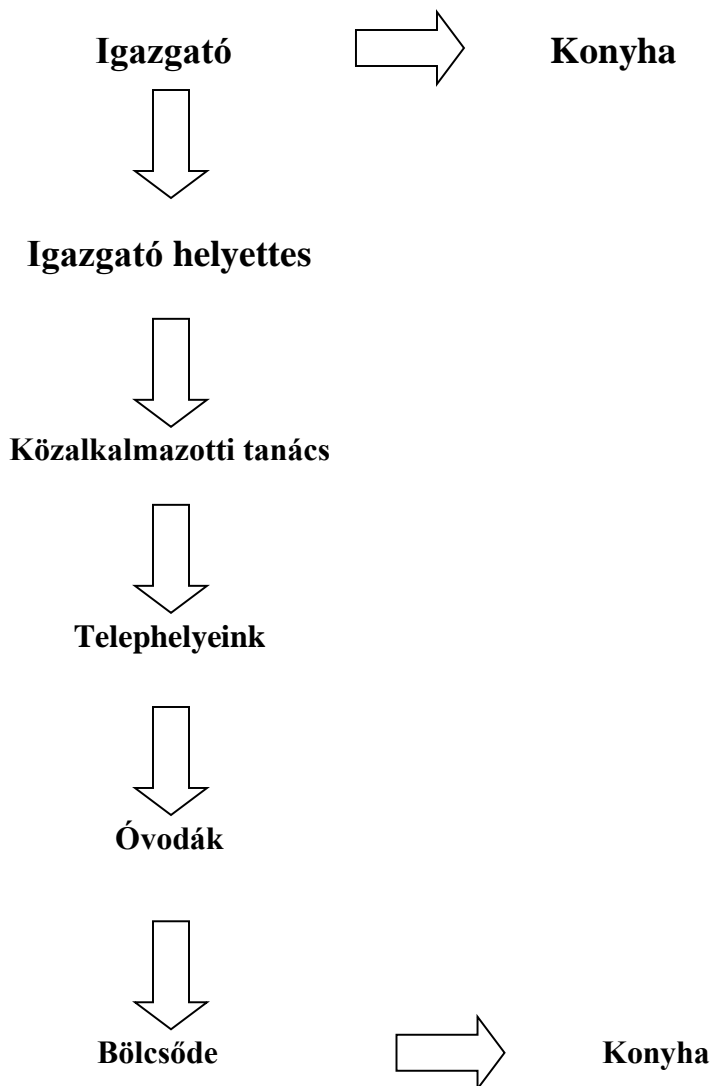 Igazgató Konyha
Igazgató helyettes
Közalkalmazotti tanács
Telephelyeink
Óvodák
Bölcsőde Konyha